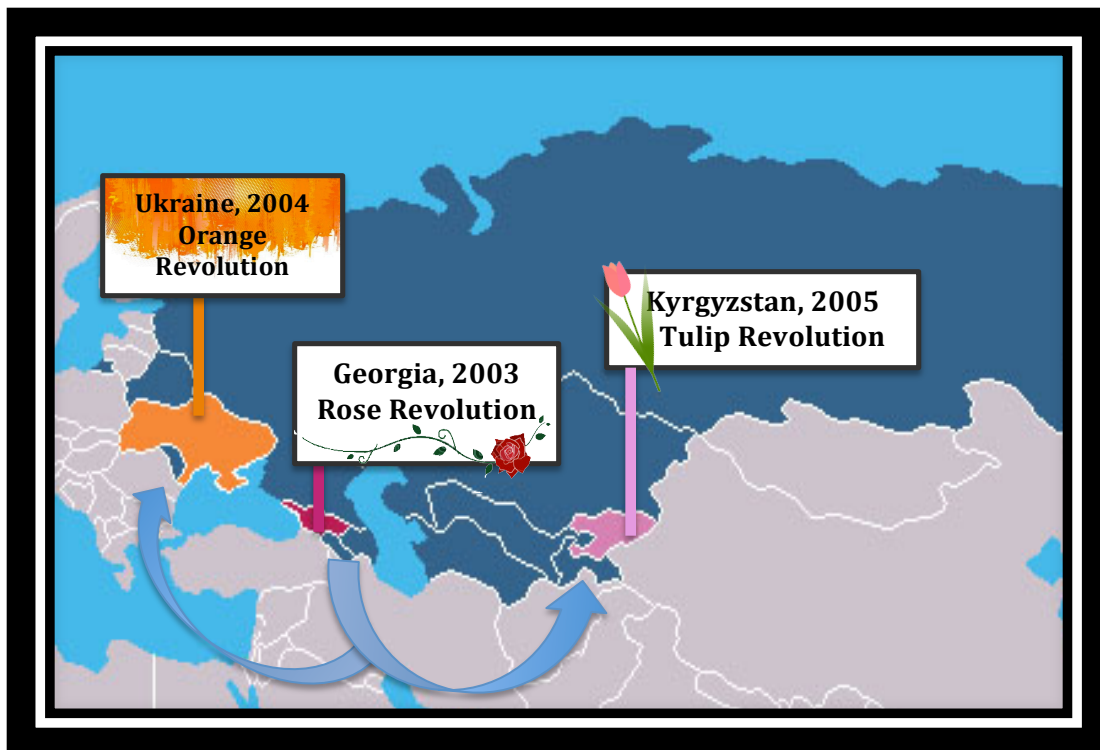 Ukraine, 2004
Orange
Revolution
Georgia, 2003
Rose Revolution
Kyrgyzstan, 2005
Tulip Revolution